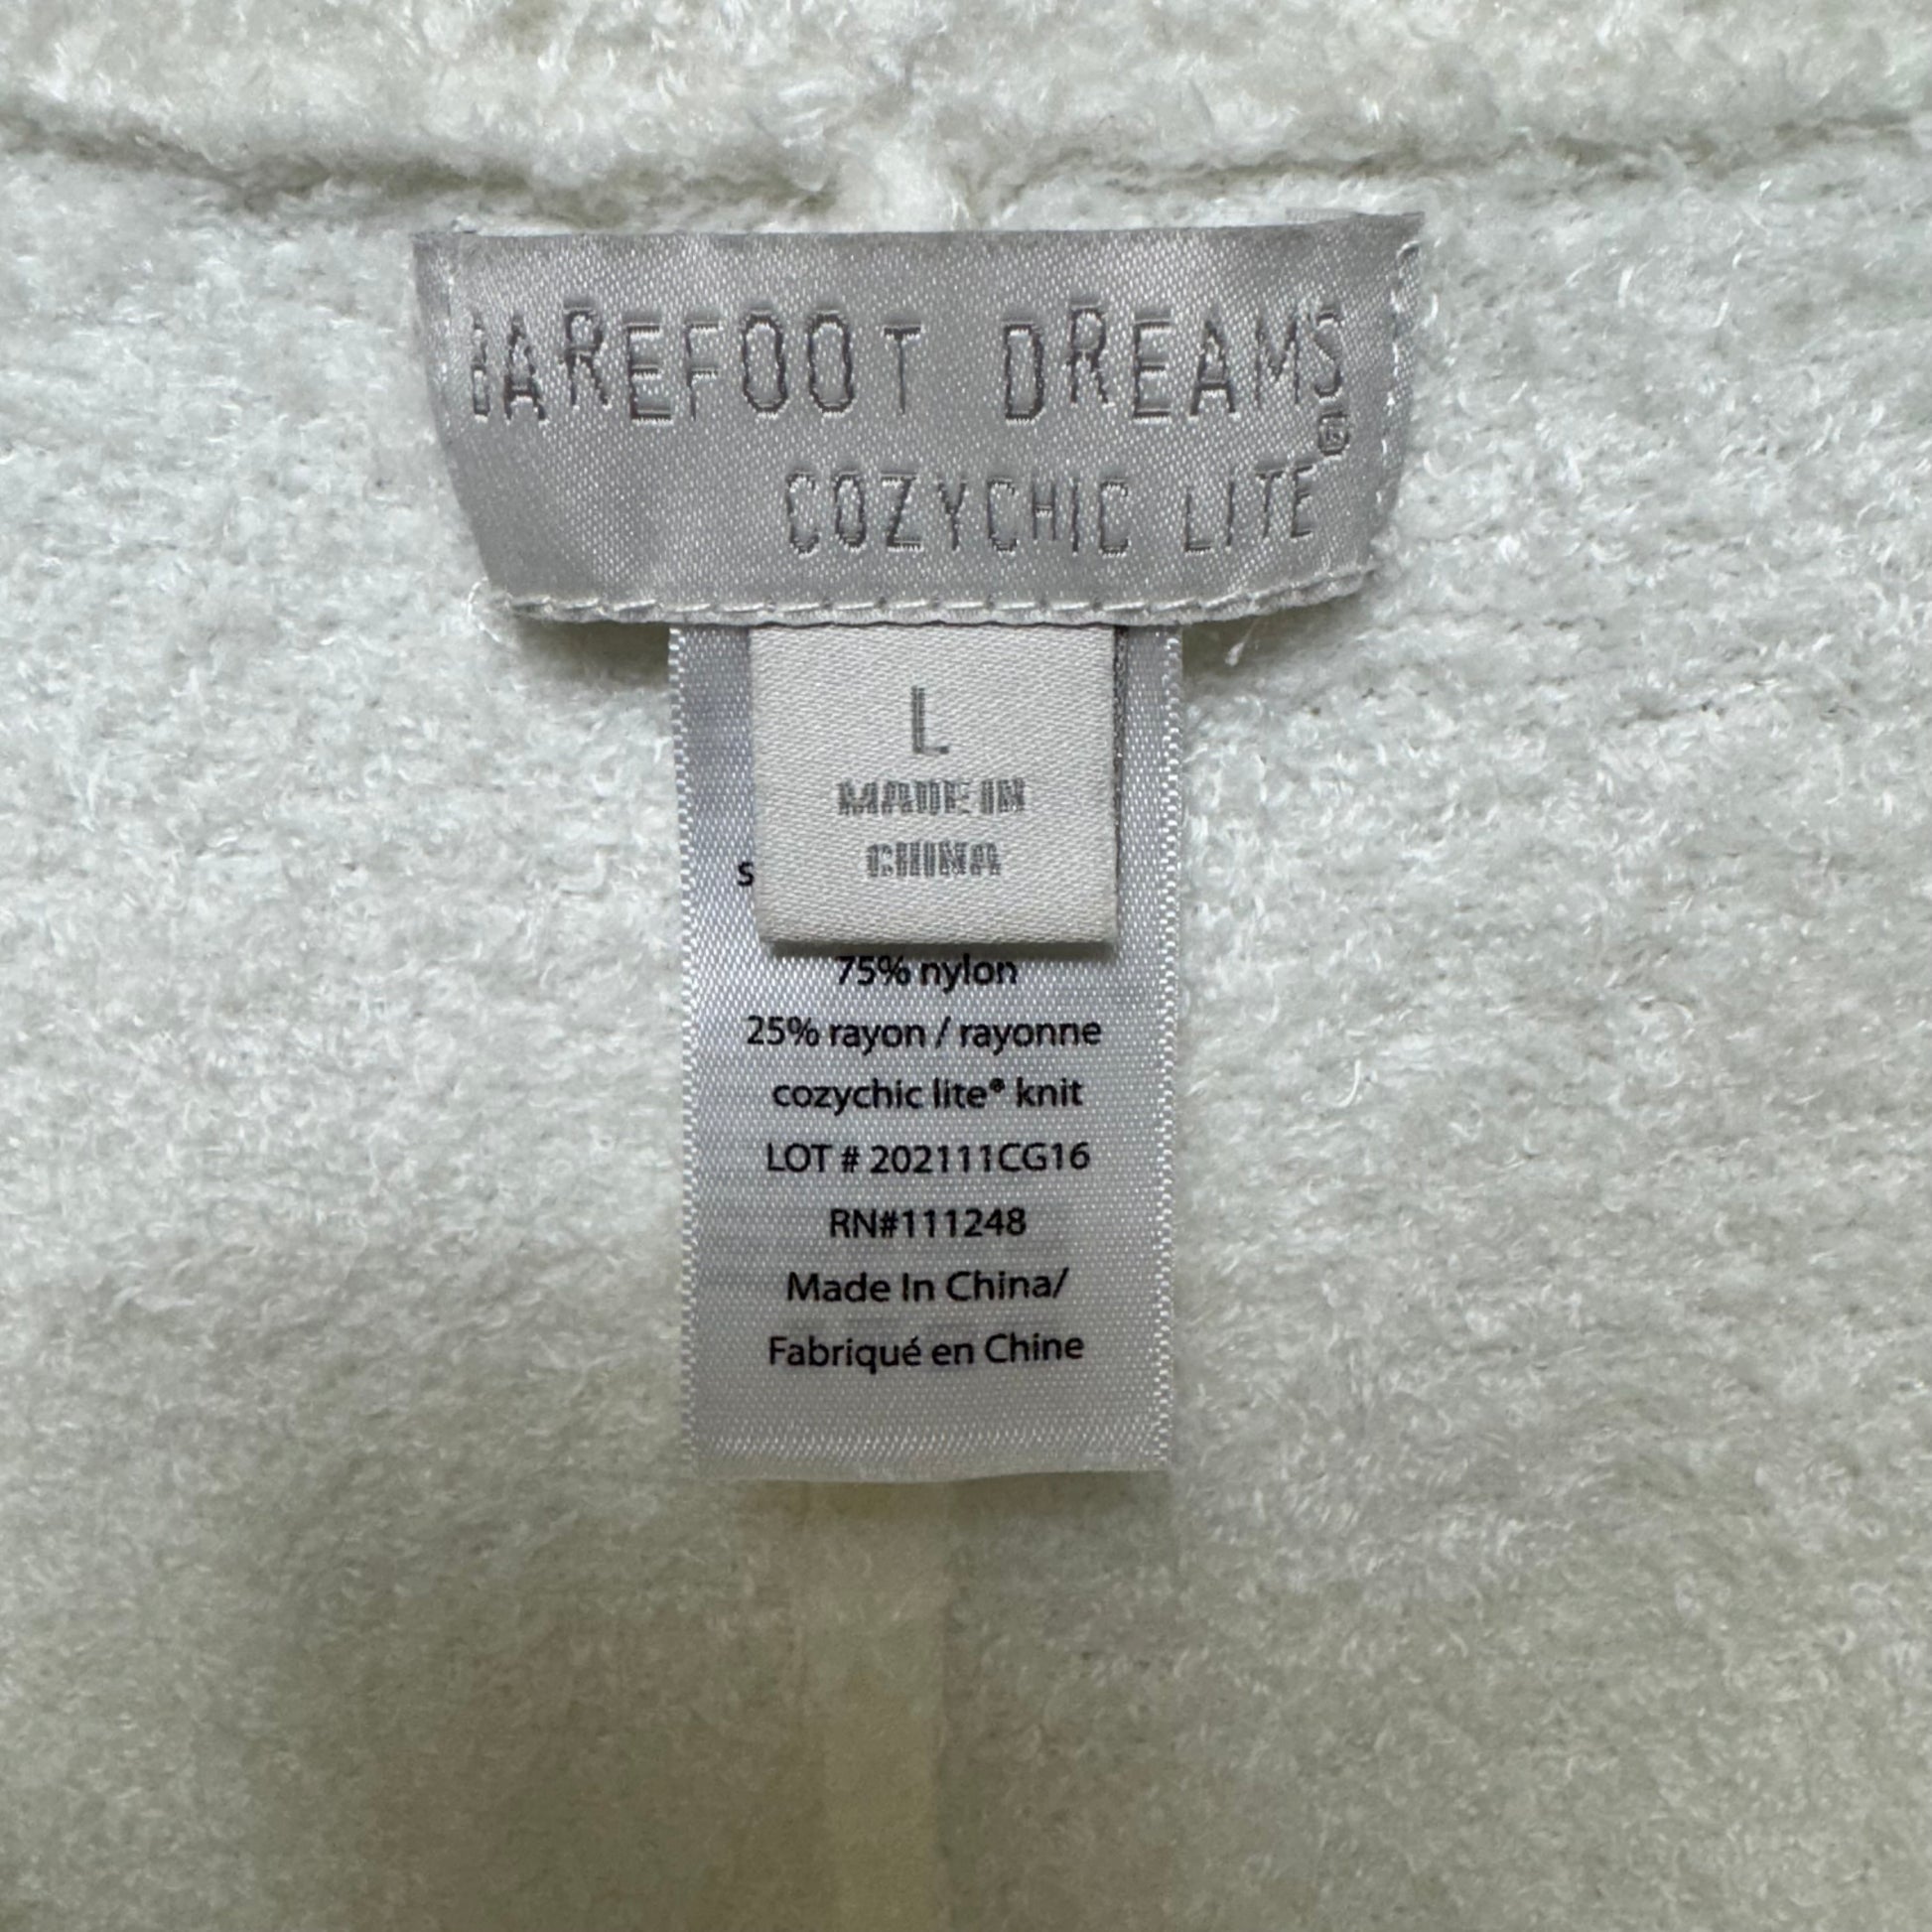 BAREFOOT DREAMS®
COZYCHIC LITE
L
MADE IN
CHINA
75% nylon
25% rayon / rayonne
cozychic lite® knit
LOT # 202111CG16
RN#111248
Made In China/
Fabriqué en Chine